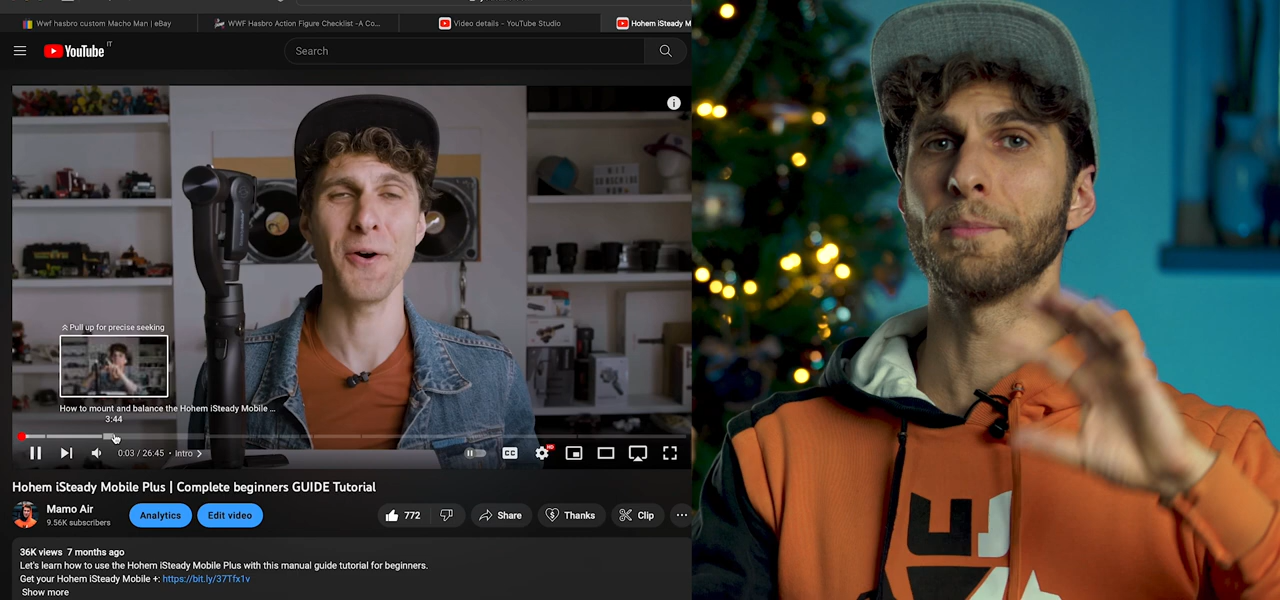 Wwf hasbro custom Macho Man | eBay
WWF Hasbro Action Figure Checklist -A Co...
Video details - YouTube Studio
Hohem iSteady M
YouTube IT
Search
Pull up for precise seeking
How to mount and balance the Hohem iSteady Mobile ...
3:44
0:03 / 26:45 • Intro
CC
HD
Hohem iSteady Mobile Plus | Complete beginners GUIDE Tutorial
Mamo Air
9.56K subscribers
Analytics
Edit video
772
Share
Thanks
Clip
36K views 7 months ago
Let's learn how to use the Hohem iSteady Mobile Plus with this manual guide tutorial for beginners.
Get your Hohem iSteady Mobile +: https://bit.ly/37Tfx1v
Show more